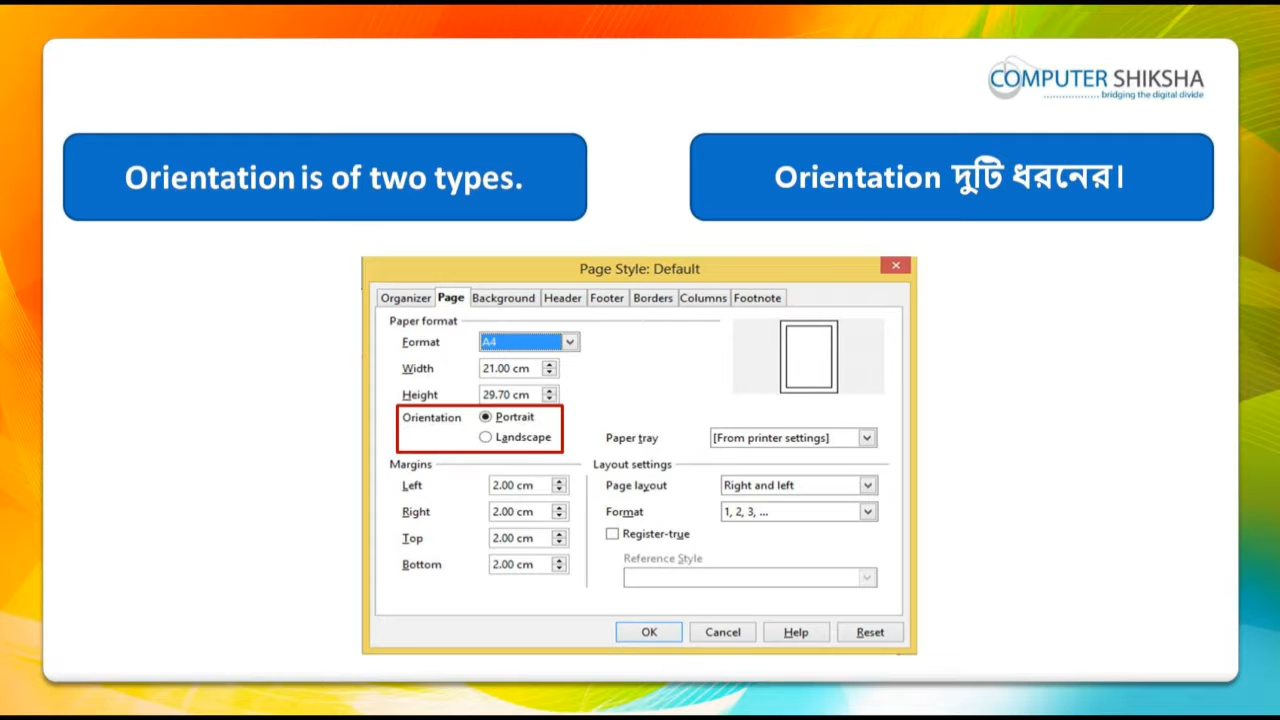 COMPUTER SHIKSHA
bridging the digital divide
Orientation is of two types.
Orientation দুটি ধরনের।
Page Style: Default
Organizer Page Background Header Footer Borders Columns Footnote
Paper format
Format A4
Width 21.00 cm
Height 29.70 cm
Orientation Portrait
Landscape
Paper tray [From printer settings]
Margins
Left 2.00 cm
Right 2.00 cm
Top 2.00 cm
Bottom 2.00 cm
Layout settings
Page layout Right and left
Format 1, 2, 3, ...
Register-true
Reference Style
OK Cancel Help Reset